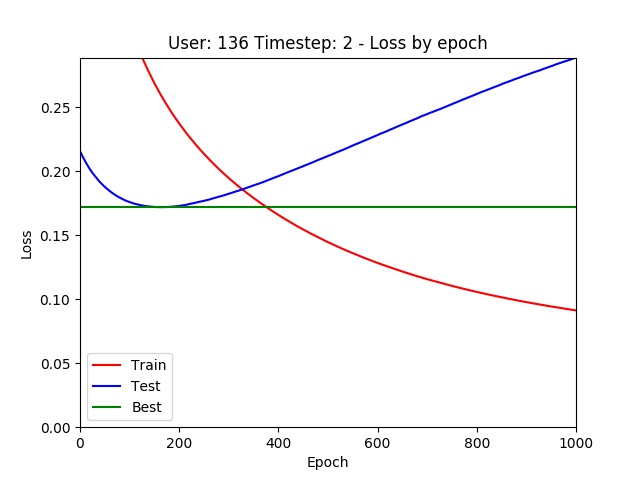 User: 136 Timestep: 2 - Loss by epoch
Loss
0.25
0.20
0.15
0.10
0.05
0.00
Train
Test
Best
0 200 400 600 800 1000
Epoch